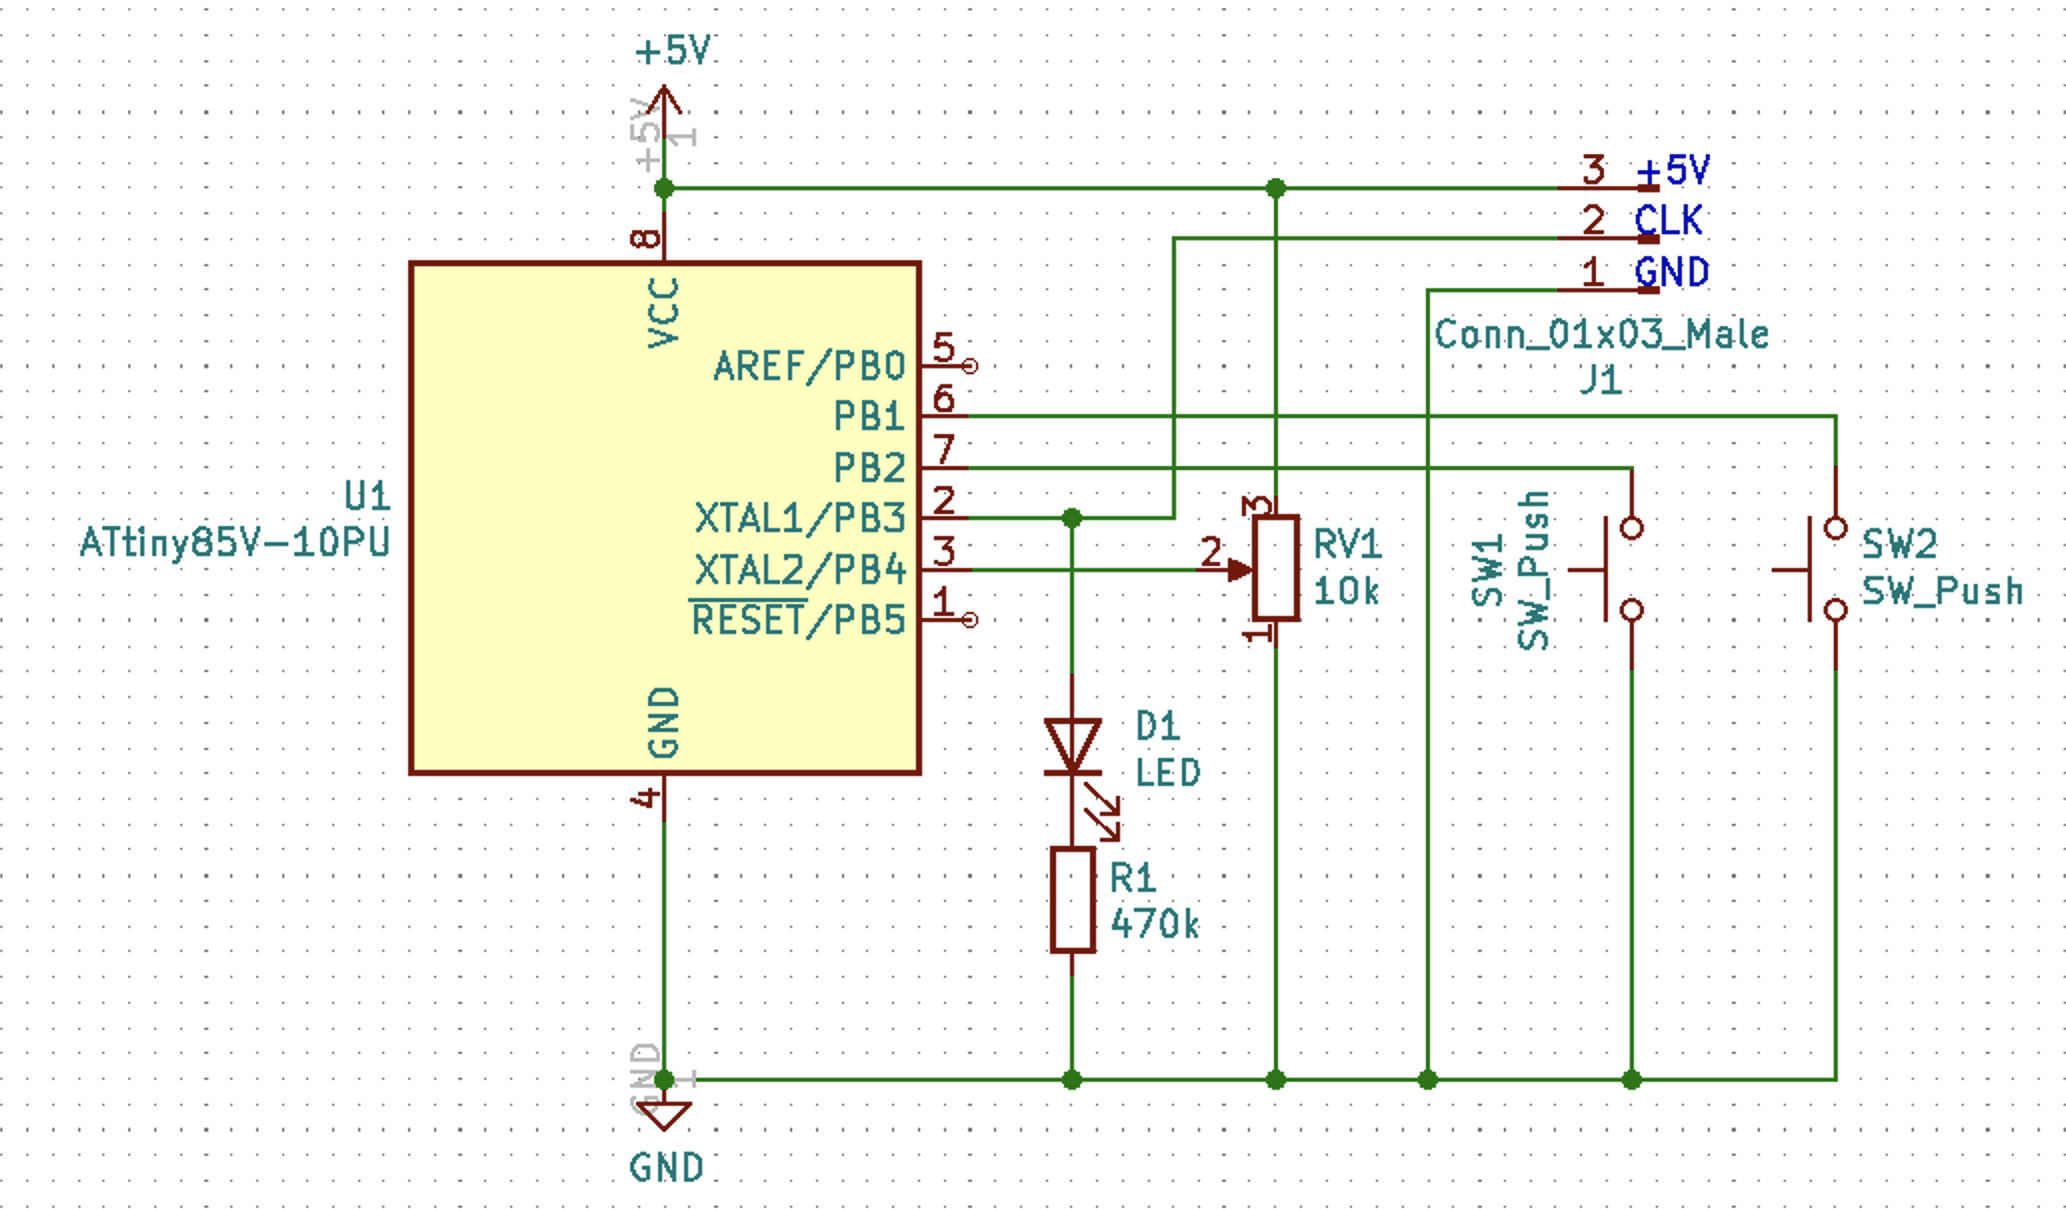 +5V
+5V
1
3 +5V
2 CLK
1 GND
Conn_01x03_Male
J1
8
VCC
AREF/PB0 5
PB1 6
PB2 7
XTAL1/PB3 2
XTAL2/PB4 3
RESET/PB5 1
GND
4
U1
ATtiny85V-10PU
3
2
1
RV1
10k
SW1
SW_Push
SW2
SW_Push
D1
LED
R1
470k
GND
1
GND